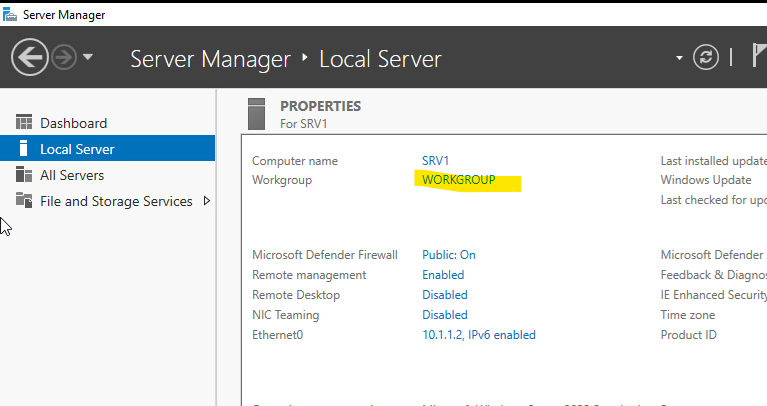 Server Manager
Server Manager ‣ Local Server
Dashboard
Local Server
All Servers
File and Storage Services
PROPERTIES
For SRV1
Computer name SRV1 Last installed update
Workgroup WORKGROUP Windows Update
Last checked for upd
Microsoft Defender Firewall Public: On Microsoft Defender
Remote management Enabled Feedback & Diagnos
Remote Desktop Disabled IE Enhanced Security
NIC Teaming Disabled Time zone
Ethernet0 10.1.1.2, IPv6 enabled Product ID